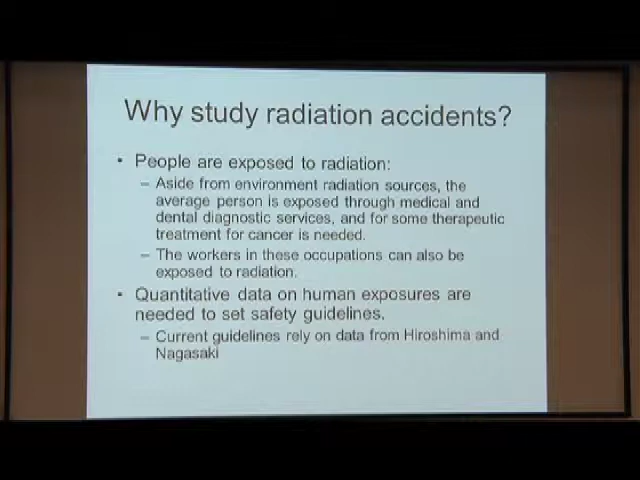 Why study radiation accidents?
• People are exposed to radiation:
– Aside from environment radiation sources, the
average person is exposed through medical and
dental diagnostic services, and for some therapeutic
treatment for cancer is needed.
– The workers in these occupations can also be
exposed to radiation.
• Quantitative data on human exposures are
needed to set safety guidelines.
– Current guidelines rely on data from Hiroshima and
Nagasaki